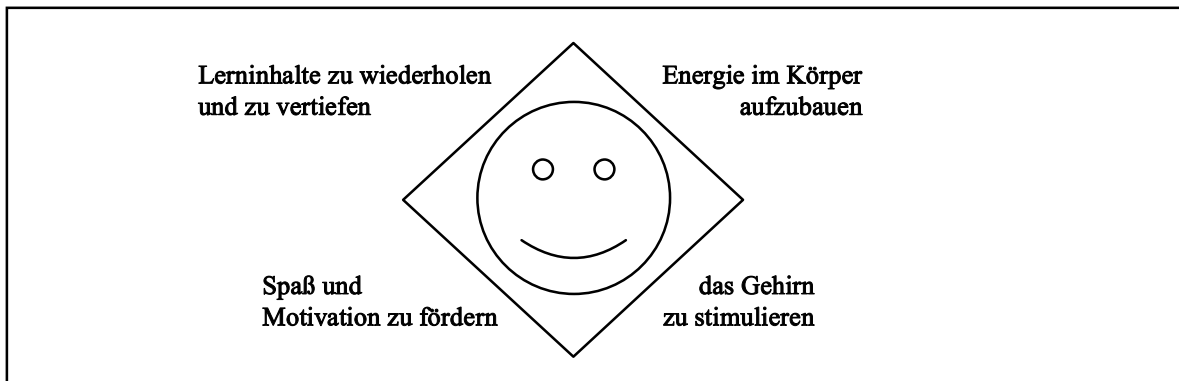 Lerninhalte zu wiederholen
und zu vertiefen
Energie im Körper
aufzubauen
Spaß und
Motivation zu fördern
das Gehirn
zu stimulieren